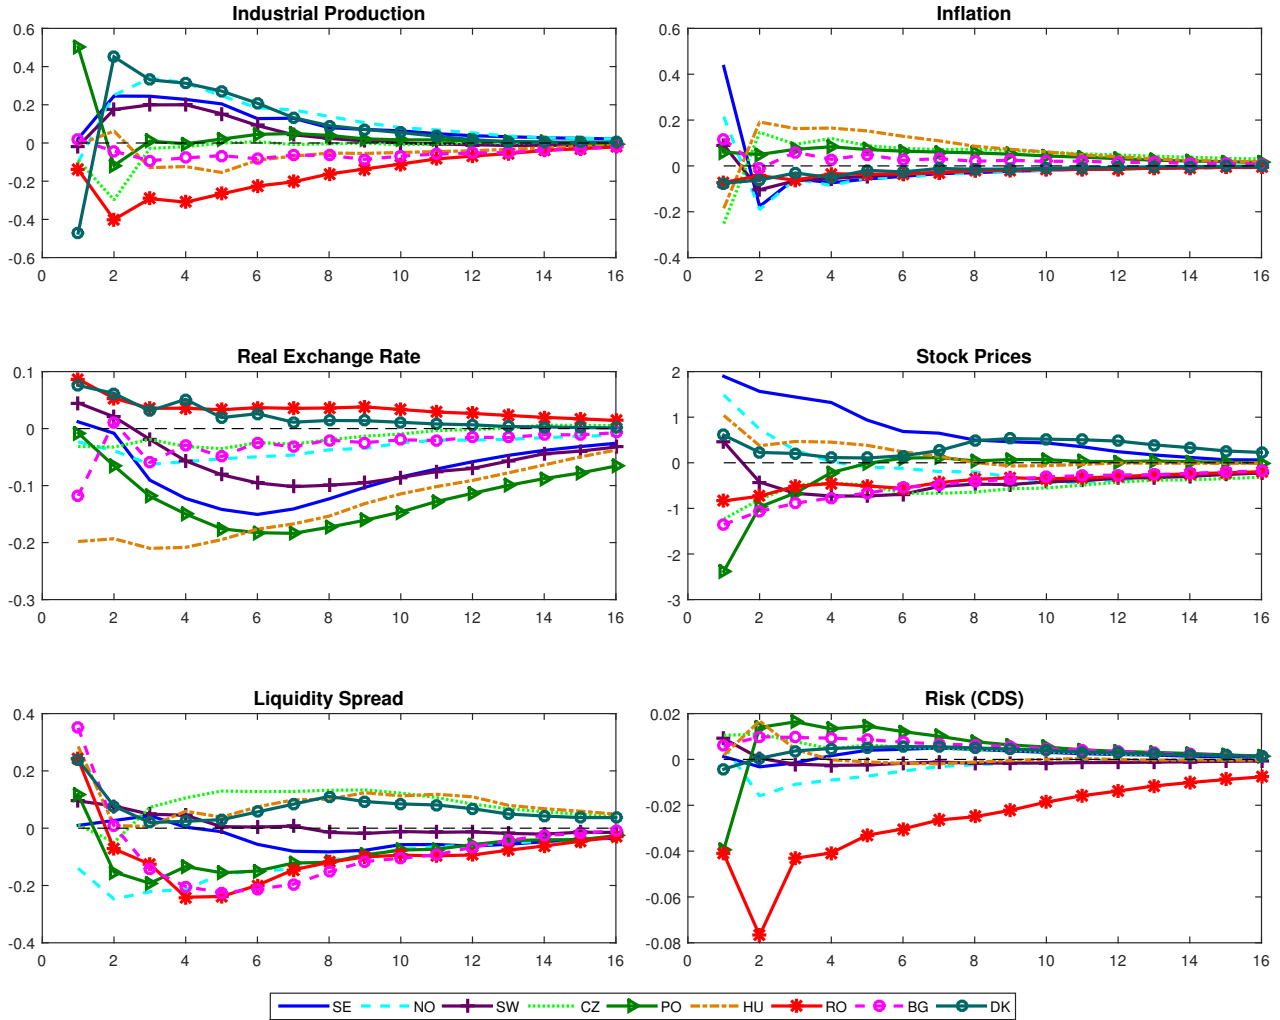 Industrial Production
0.6
0.4
0.2
0
-0.2
-0.4
-0.6
0 2 4 6 8 10 12 14 16
Inflation
0.6
0.4
0.2
0
-0.2
-0.4
0 2 4 6 8 10 12 14 16
Real Exchange Rate
0.1
0
-0.1
-0.2
-0.3
0 2 4 6 8 10 12 14 16
Stock Prices
2
1
0
-1
-2
-3
0 2 4 6 8 10 12 14 16
Liquidity Spread
0.4
0.2
0
-0.2
-0.4
0 2 4 6 8 10 12 14 16
Risk (CDS)
0.02
0
-0.02
-0.04
-0.06
-0.08
0 2 4 6 8 10 12 14 16
SE NO SW CZ PO HU RO BG DK